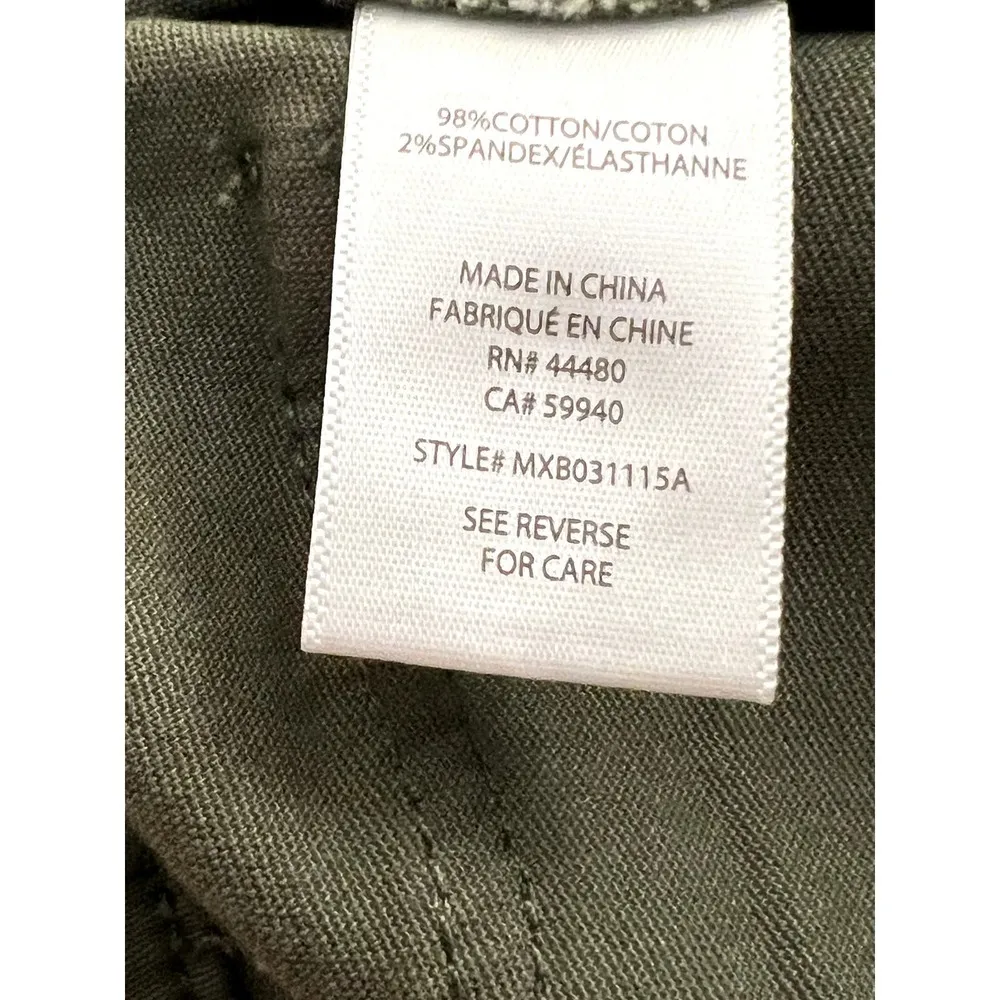 98%COTTON/COTON
2%SPANDEX/ÉLASTHANNE
MADE IN CHINA
FABRIQUÉ EN CHINE
RN# 44480
CA# 59940
STYLE# MXB031115A
SEE REVERSE
FOR CARE